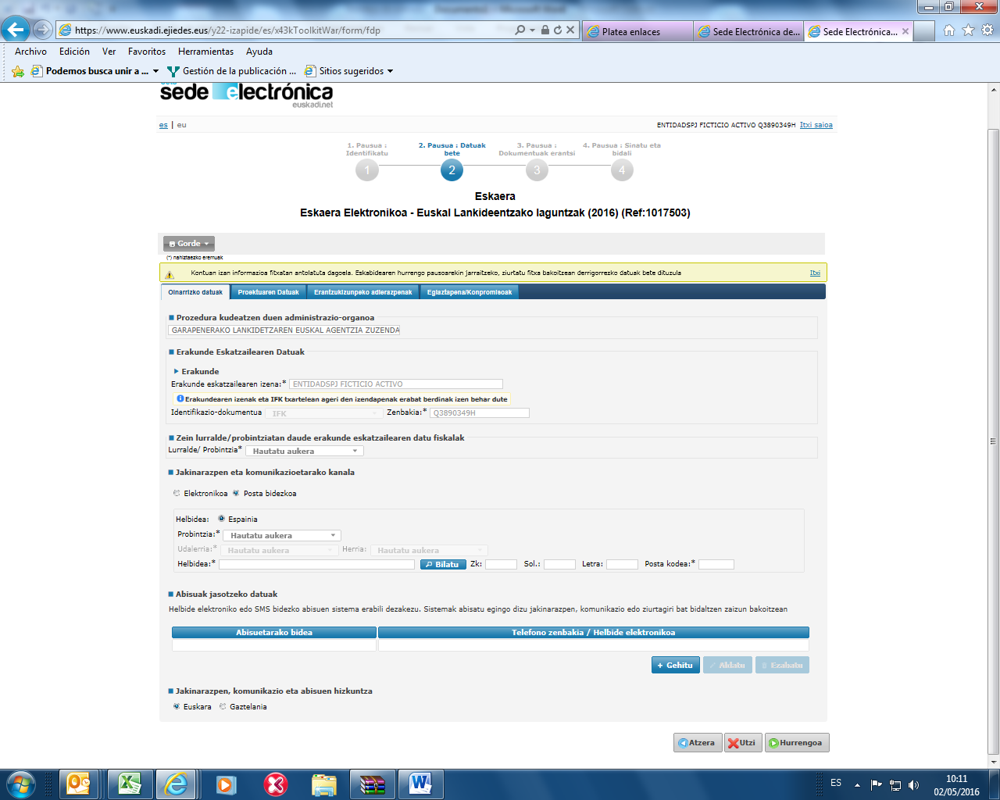 https://www.euskadi.ejiedes.eus/y22-izapide/es/x43kToolkitWar/form/fdp
Platea enlaces
Sede Electrónica de...
Sede Electrónica...
Archivo Edición Ver Favoritos Herramientas Ayuda
Podemos busca unir a ...
Gestión de la publicación ...
Sitios sugeridos
sede electrónica
euskadi.net
es | eu
ENTIDADSPJ FICTICIO ACTIVO Q3890349H Itxi saioa
1. Pausua : Identifikatu
2. Pausua : Datuak bete
3. Pausua : Dokumentuak erantsi
4. Pausua : Sinatu eta bidali
1 2 3 4
Eskaera
Eskaera Elektronikoa - Euskal Lankideentzako laguntzak (2016) (Ref:1017503)
Gorde
(*) nahiztaezko eremuak
Kontuan izan informazioa fitxatan antolatuta dagoela. Eskabidearen hurrengo pausoarekin jarraitzeko, ziurtatu fitxa bakoitzean derrigorrezko datuak bete dituzula
Itxi
Oinarrizko datuak
Proiektuaren Datuak
Erantzukizunpeko adierazpenak
Egiaztapena/Konpromisoak
Prozedura kudeatzen duen administrazio-organoa
GARAPENERAKO LANKIDETZAREN EUSKAL AGENTZIA ZUZENDA
Erakunde Eskatzailearen Datuak
Erakunde
Erakunde eskatzailearen izena:* ENTIDADSPJ FICTICIO ACTIVO
Erakundearen izenak eta IFK txartelean ageri den izendapenak erabat berdinak izen behar dute
Identifikazio-dokumentua IFK Zenbakia:* Q3890349H
Zein lurralde/probintziatan daude erakunde eskatzailearen datu fiskalak
Lurralde/ Probintzia* Hautatu aukera
Jakinarazpen eta komunikazioetarako kanala
Elektronikoa Posta bidezkoa
Helbidea: Espainia
Probintzia:* Hautatu aukera
Udalerria:* Hautatu aukera Herria: Hautatu aukera
Helbidea:* Bilatu Zk: Sol.: Letra: Posta kodea:*
Abisuak jasotzeko datuak
Helbide elektroniko edo SMS bidezko abisuen sistema erabili dezakezu. Sistemak abisatu egingo dizu jakinarazpen, komunikazio edo ziurtagiri bat bidaltzen zaizun bakoitzean
Abisuetarako bidea Telefono zenbakia / Helbide elektronikoa
+ Gehitu Aldatu Ezabatu
Jakinarazpen, komunikazio eta abisuen hizkuntza
Euskara Gaztelania
Atzera Utzi Hurrengoa
ES
10:11
02/05/2016